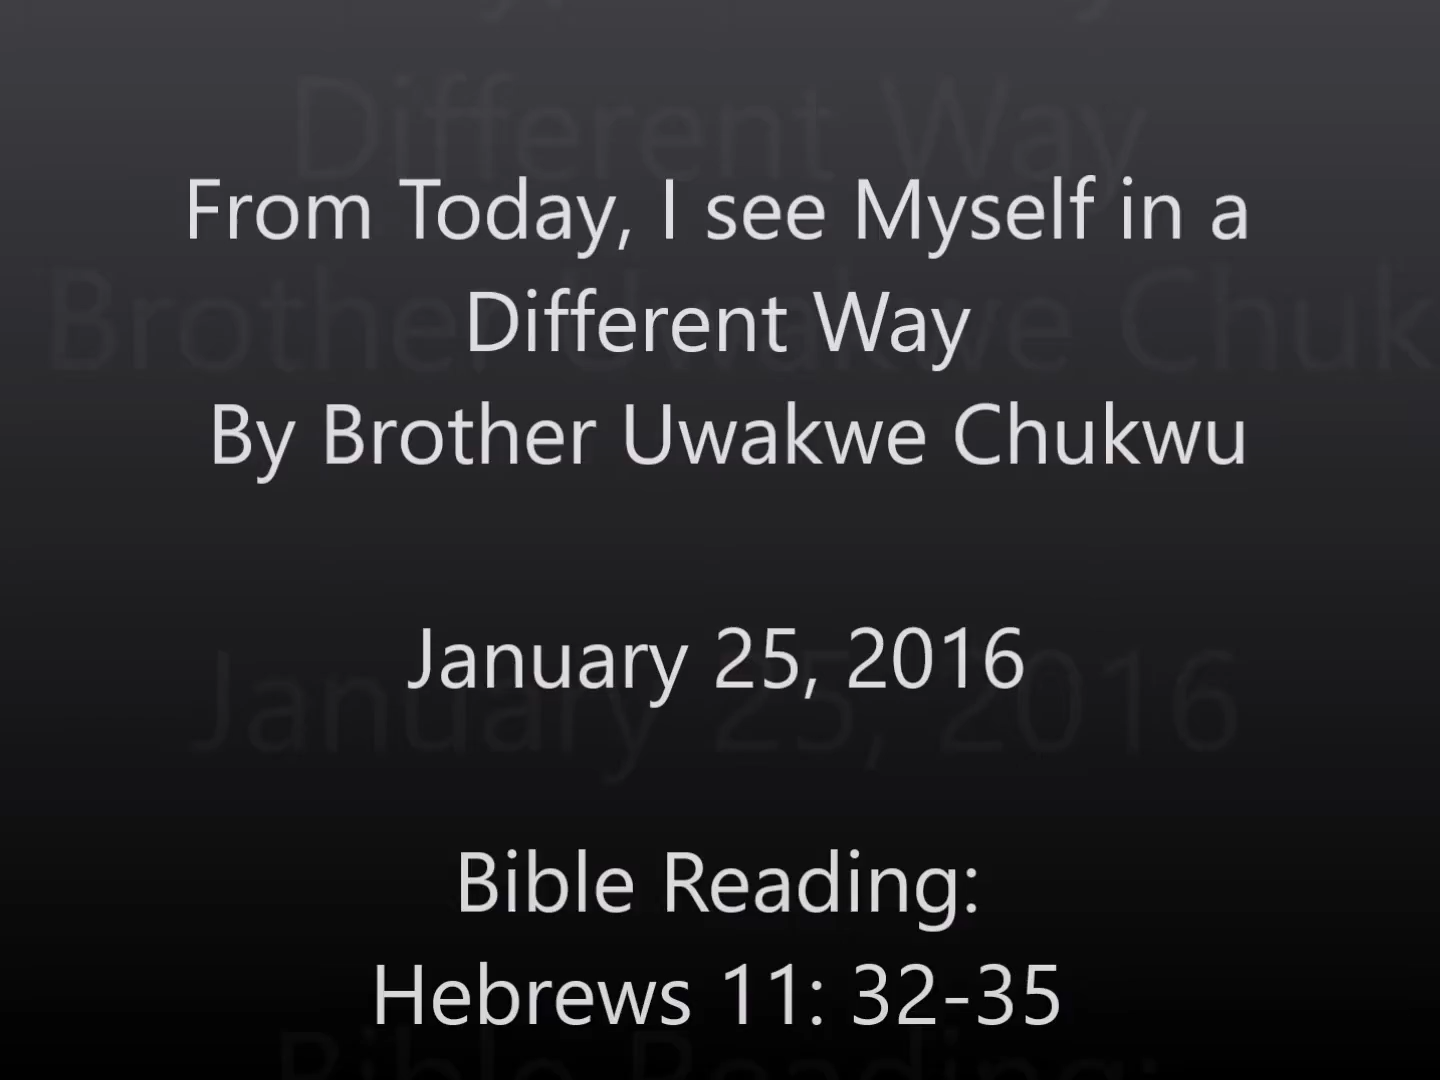 From Today, I see Myself in a
Different Way
By Brother Uwakwe Chukwu
January 25, 2016
Bible Reading:
Hebrews 11: 32-35